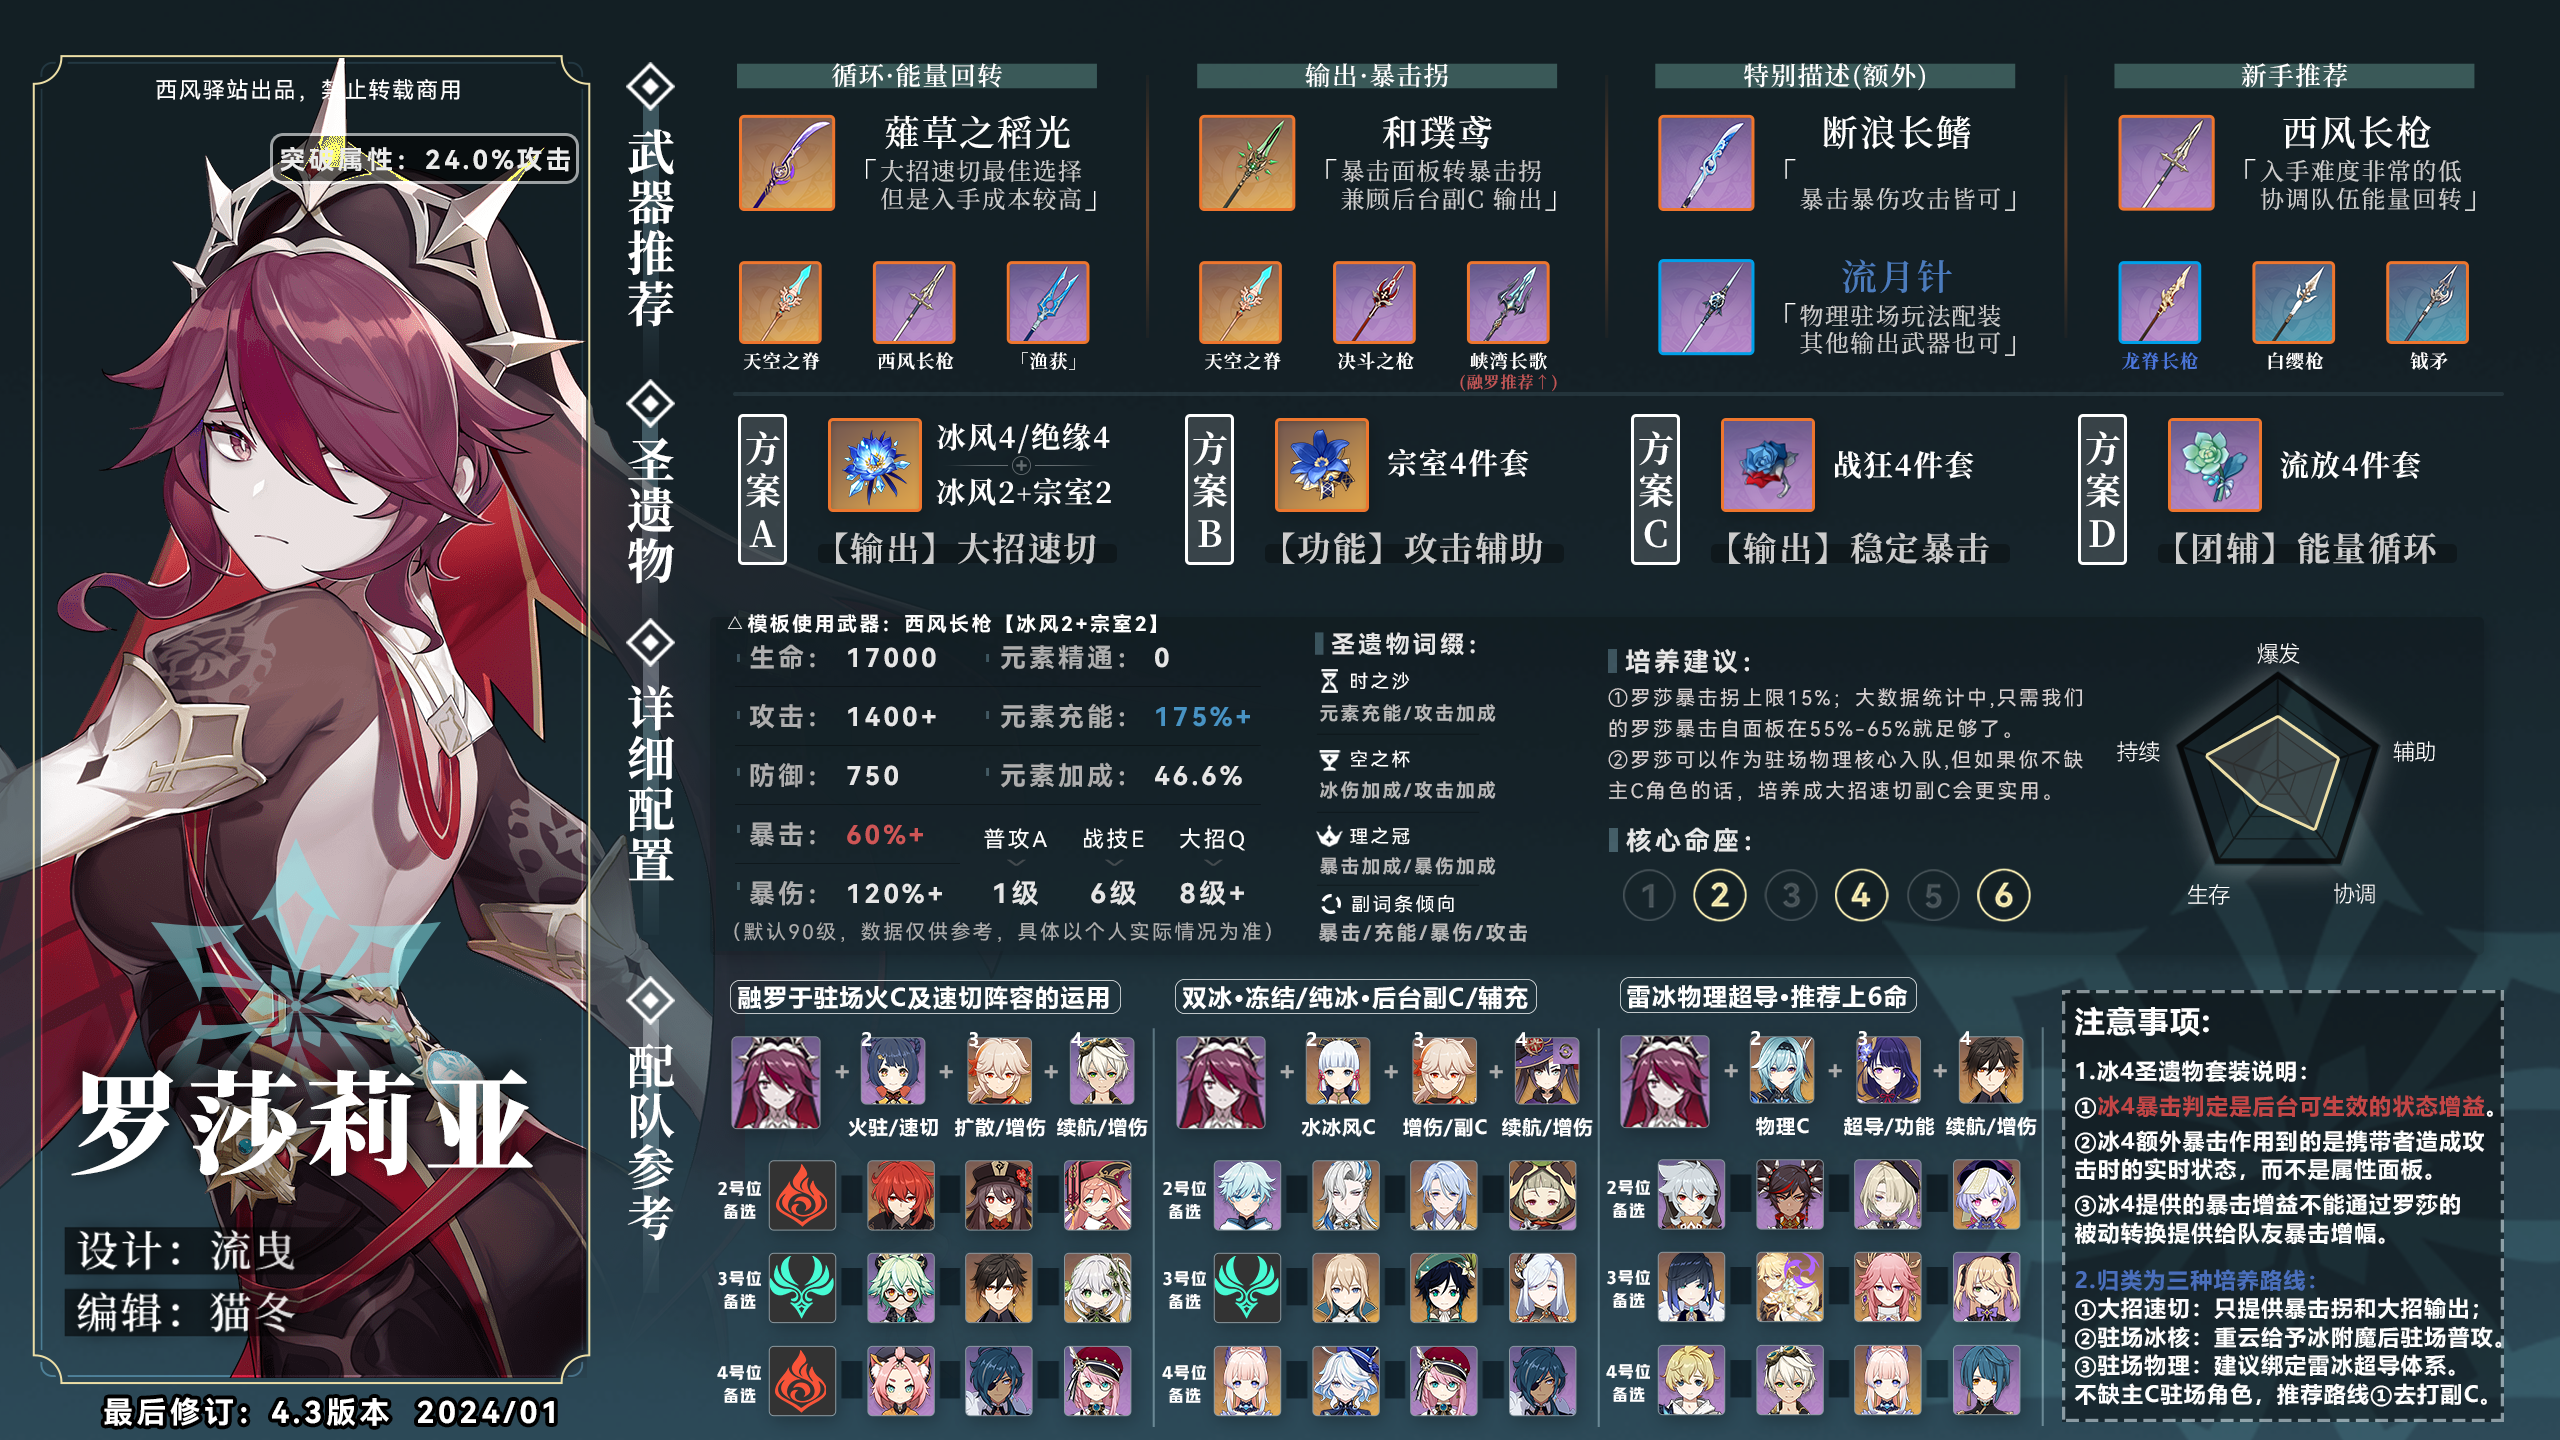 西风驿站出品，禁止转载商用
突破属性：24.0%攻击
罗莎莉亚
设计：流曳
编辑：猫冬
最后修订：4.3版本 2024/01
武器推荐
循环·能量回转
薙草之稻光
「大招速切最佳选择
但是入手成本较高」
天空之脊
西风长枪
「渔获」
输出·暴击拐
和璞鸢
「暴击面板转暴击拐
兼顾后台副C 输出」
天空之脊
决斗之枪
峡湾长歌
(融罗推荐↑)
特别描述(额外)
断浪长鳍
「
暴击暴伤攻击皆可」
流月针
「物理驻场玩法配装
其他输出武器也可」
新手推荐
西风长枪
「入手难度非常的低
协调队伍能量回转」
龙脊长枪
白缨枪
钺矛
圣遗物
方案A
冰风4/绝缘4
冰风2+宗室2
【输出】大招速切
方案B
宗室4件套
【功能】攻击辅助
方案C
战狂4件套
【输出】稳定暴击
方案D
流放4件套
【团辅】能量循环
详细配置
△模板使用武器：西风长枪【冰风2+宗室2】
生命： 17000 元素精通： 0
攻击： 1400+ 元素充能： 175%+
防御： 750 元素加成： 46.6%
暴击： 60%+ 普攻A 战技E 大招Q
暴伤： 120%+ 1级 6级 8级+
(默认90级，数据仅供参考，具体以个人实际情况为准)
圣遗物词缀：
时之沙
元素充能/攻击加成
空之杯
冰伤加成/攻击加成
理之冠
暴击加成/暴伤加成
副词条倾向
暴击/充能/暴伤/攻击
培养建议：
①罗莎暴击拐上限15%；大数据统计中,只需我们
的罗莎暴击自面板在55%-65%就足够了。
②罗莎可以作为驻场物理核心入队,但如果你不缺
主C角色的话，培养成大招速切副C会更实用。
核心命座：
1 2 3 4 5 6
爆发
持续
辅助
生存
协调
配队参考
融罗于驻场火C及速切阵容的运用
+ 2 + 3 + 4
火驻/速切 扩散/增伤 续航/增伤
2号位
备选
3号位
备选
4号位
备选
双冰·冻结/纯冰·后台副C/辅充
+ 2 + 3 + 4
水冰风C 增伤/副C 续航/增伤
2号位
备选
3号位
备选
4号位
备选
雷冰物理超导·推荐上6命
+ 2 + 3 + 4
物理C 超导/功能 续航/增伤
2号位
备选
3号位
备选
4号位
备选
注意事项:
1.冰4圣遗物套装说明：
①冰4暴击判定是后台可生效的状态增益。
②冰4额外暴击作用到的是携带者造成攻
击时的实时状态，而不是属性面板。
③冰4提供的暴击增益不能通过罗莎的
被动转换提供给队友暴击增幅。
2.归类为三种培养路线：
①大招速切：只提供暴击拐和大招输出；
②驻场冰核：重云给予冰附魔后驻场普攻。
③驻场物理：建议绑定雷冰超导体系。
不缺主C驻场角色，推荐路线①去打副C。